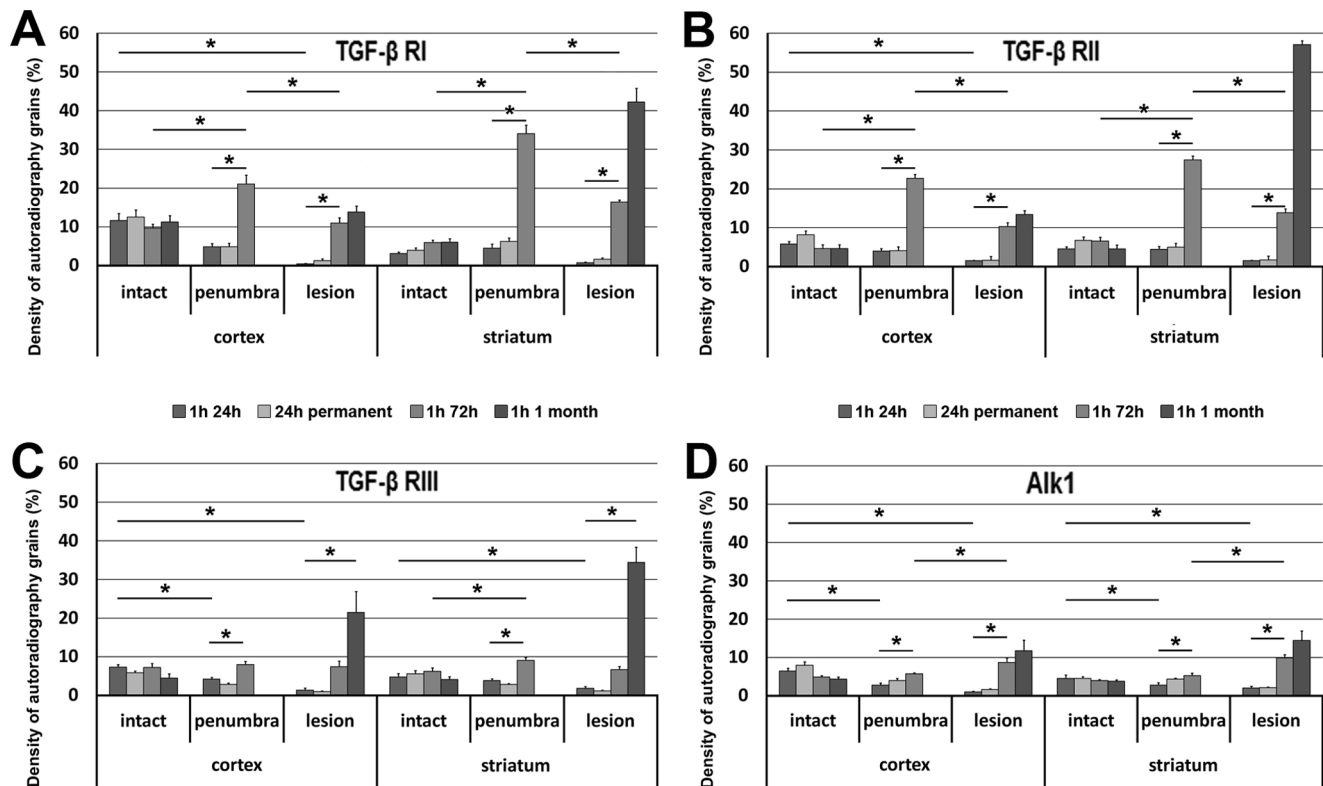 A
TGF-β RI
Density of autoradiography grains (%)
60
50
40
30
20
10
0
* * * * * * * *
intact penumbra lesion intact penumbra lesion
cortex striatum
B
TGF-β RII
Density of autoradiography grains (%)
60
50
40
30
20
10
0
* * * * * * * * *
intact penumbra lesion intact penumbra lesion
cortex striatum
1h 24h 24h permanent 1h 72h 1h 1 month
1h 24h 24h permanent 1h 72h 1h 1 month
C
TGF-β RIII
Density of autoradiography grains (%)
60
50
40
30
20
10
0
* * * * * * * *
intact penumbra lesion intact penumbra lesion
cortex striatum
D
Alk1
Density of autoradiography grains (%)
60
50
40
30
20
10
0
* * * * * * * * * *
intact penumbra lesion intact penumbra lesion
cortex striatum